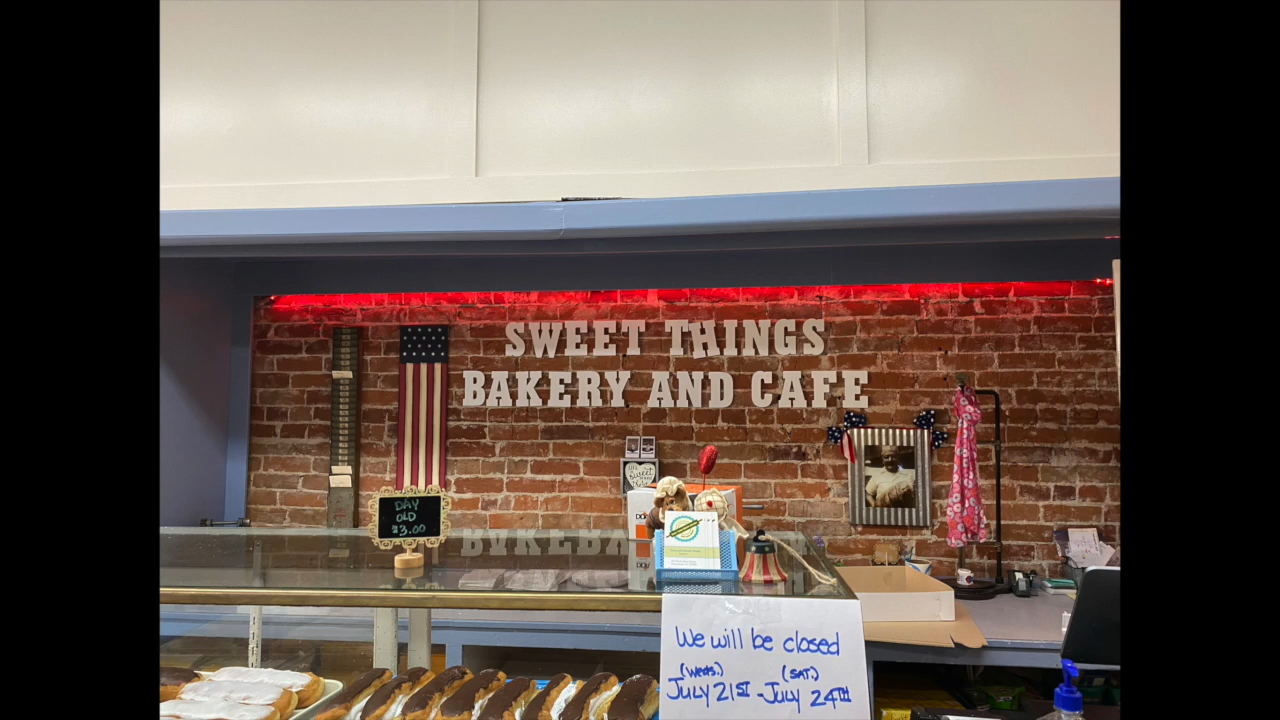 SWEET THINGS
BAKERY AND CAFE
DAY
OLD
$3.00
We will be closed
(Weds.) (SAT.)
JULY 21ST - JULY 24TH